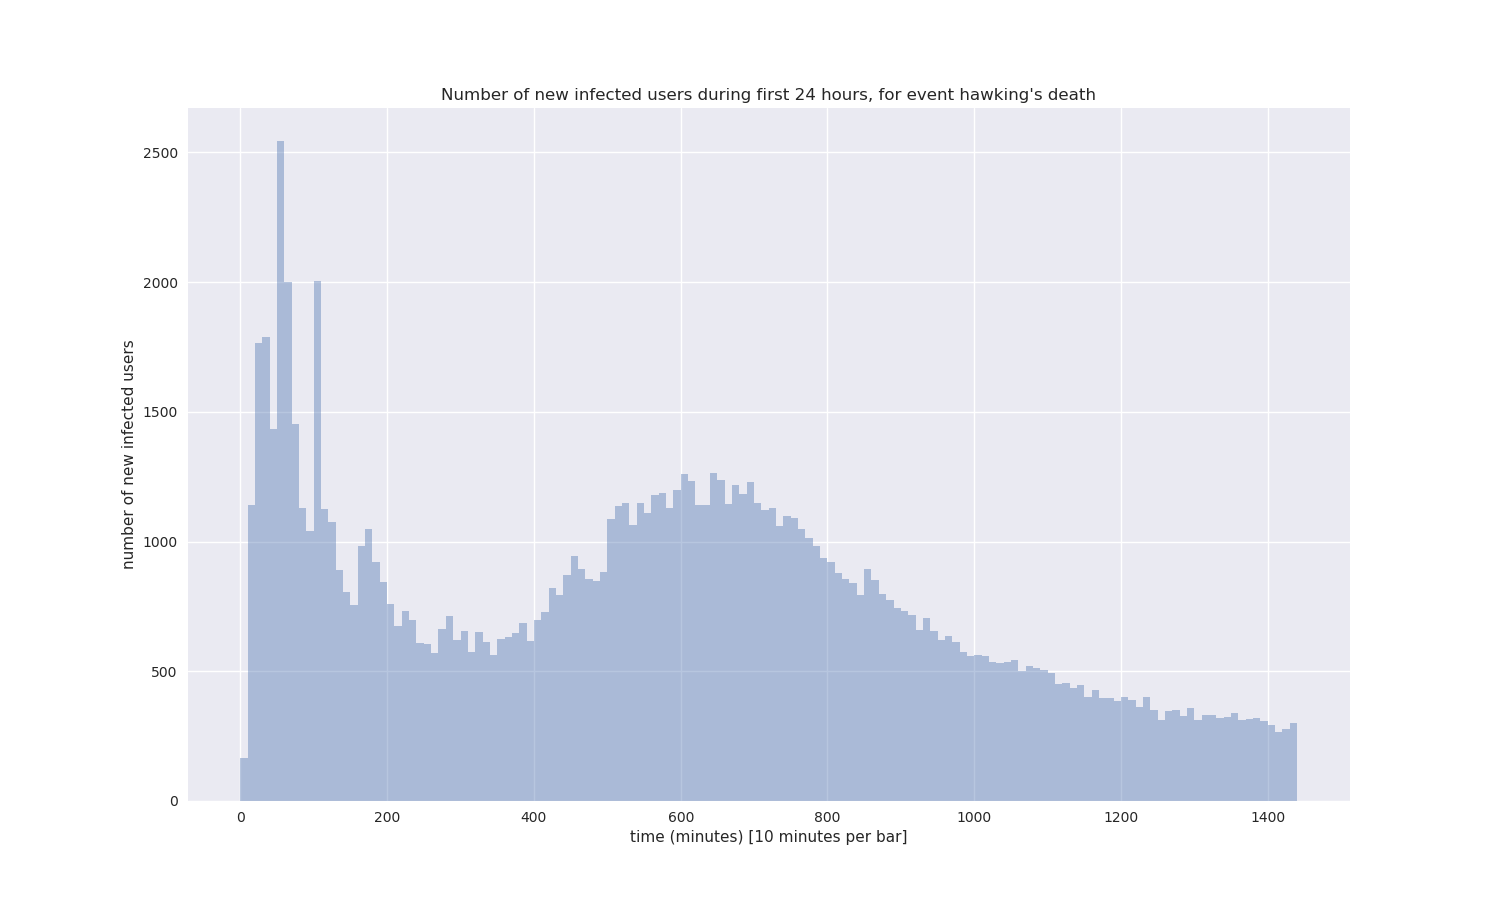 Number of new infected users during first 24 hours, for event hawking's death
number of new infected users
2500
2000
1500
1000
500
0
0 200 400 600 800 1000 1200 1400
time (minutes) [10 minutes per bar]